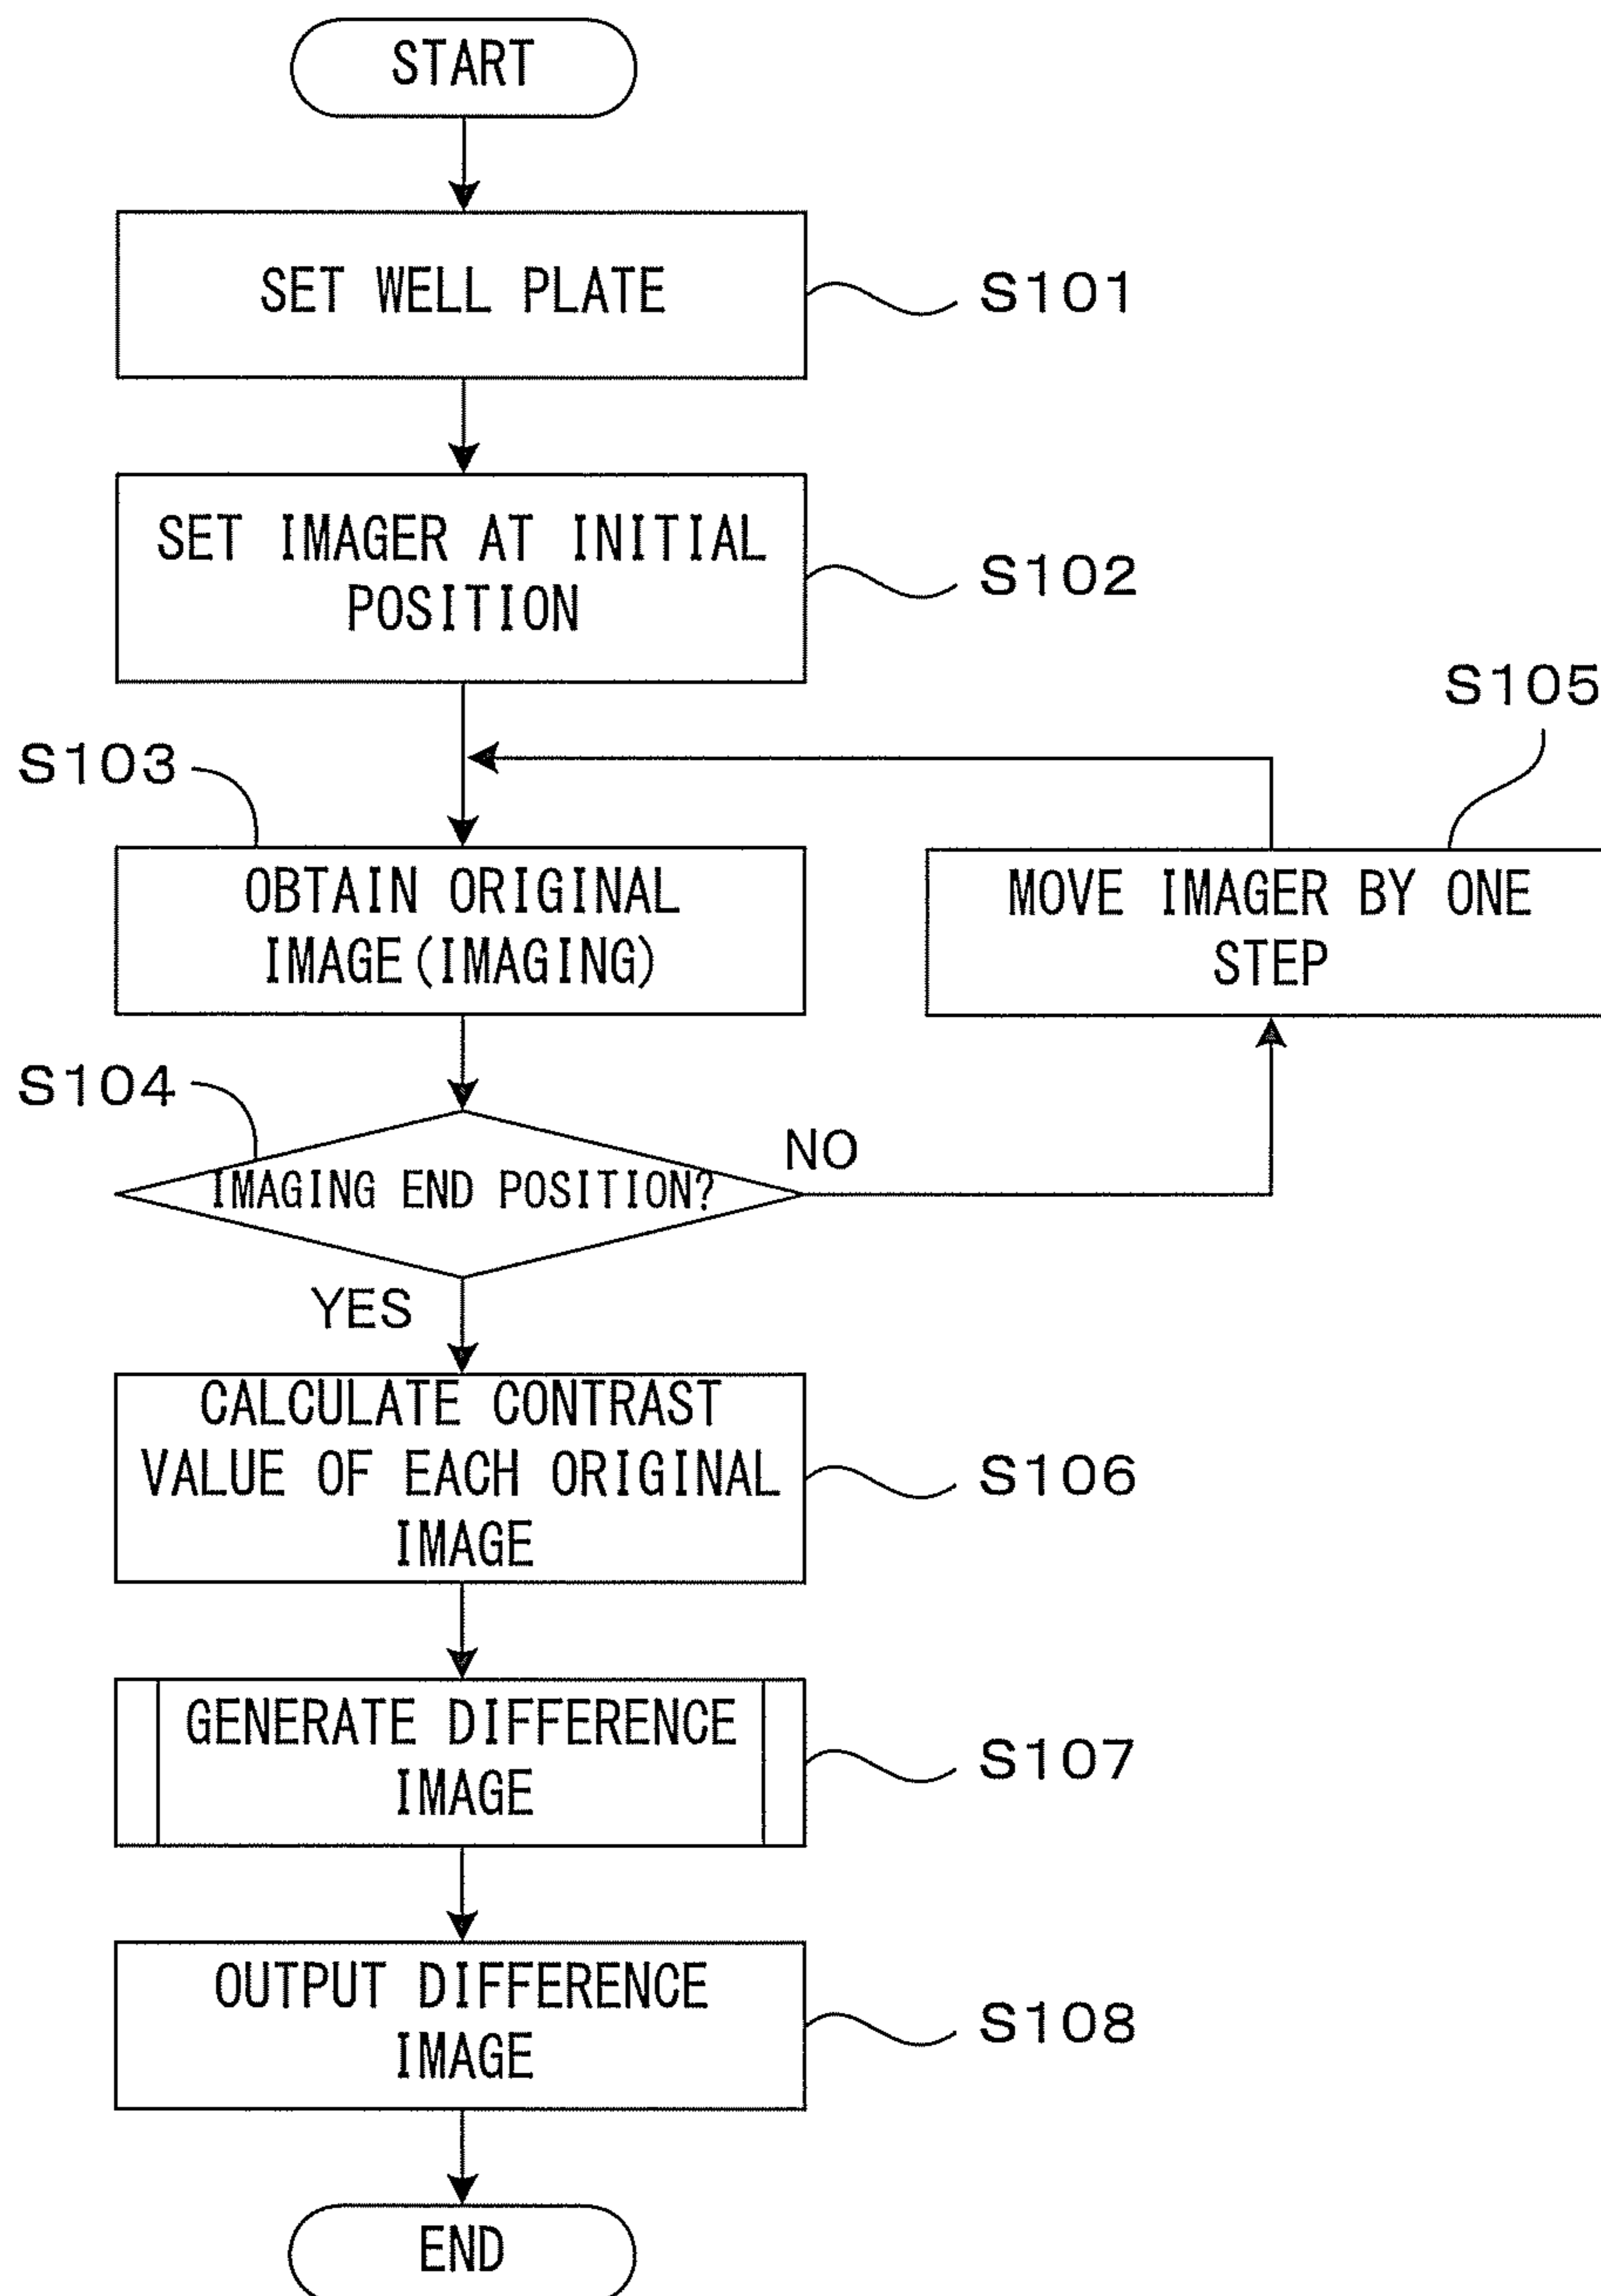 START
SET WELL PLATE
S101
SET IMAGER AT INITIAL
POSITION
S102
S105
S103
OBTAIN ORIGINAL
IMAGE(IMAGING)
MOVE IMAGER BY ONE
STEP
S104
IMAGING END POSITION?
NO
YES
CALCULATE CONTRAST
VALUE OF EACH ORIGINAL
IMAGE
S106
GENERATE DIFFERENCE
IMAGE
S107
OUTPUT DIFFERENCE
IMAGE
S108
END